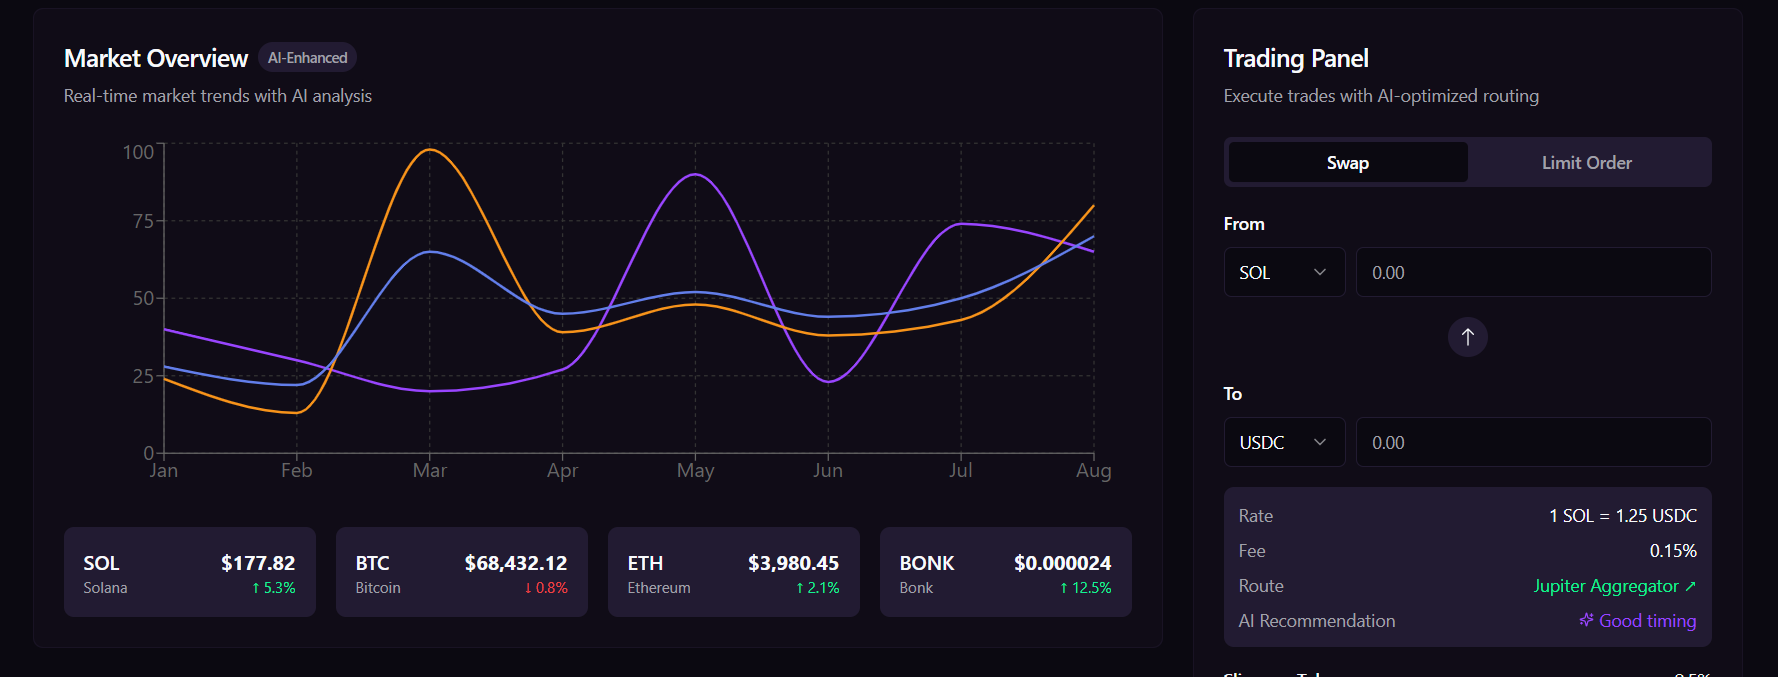 Market Overview AI-Enhanced
Real-time market trends with AI analysis
100
75
50
25
0
Jan Feb Mar Apr May Jun Jul Aug
SOL $177.82
Solana ↑ 5.3%
BTC $68,432.12
Bitcoin ↓ 0.8%
ETH $3,980.45
Ethereum ↑ 2.1%
BONK $0.000024
Bonk ↑ 12.5%
Trading Panel
Execute trades with AI-optimized routing
Swap Limit Order
From
SOL 0.00
To
USDC 0.00
Rate 1 SOL = 1.25 USDC
Fee 0.15%
Route Jupiter Aggregator ↗
AI Recommendation Good timing